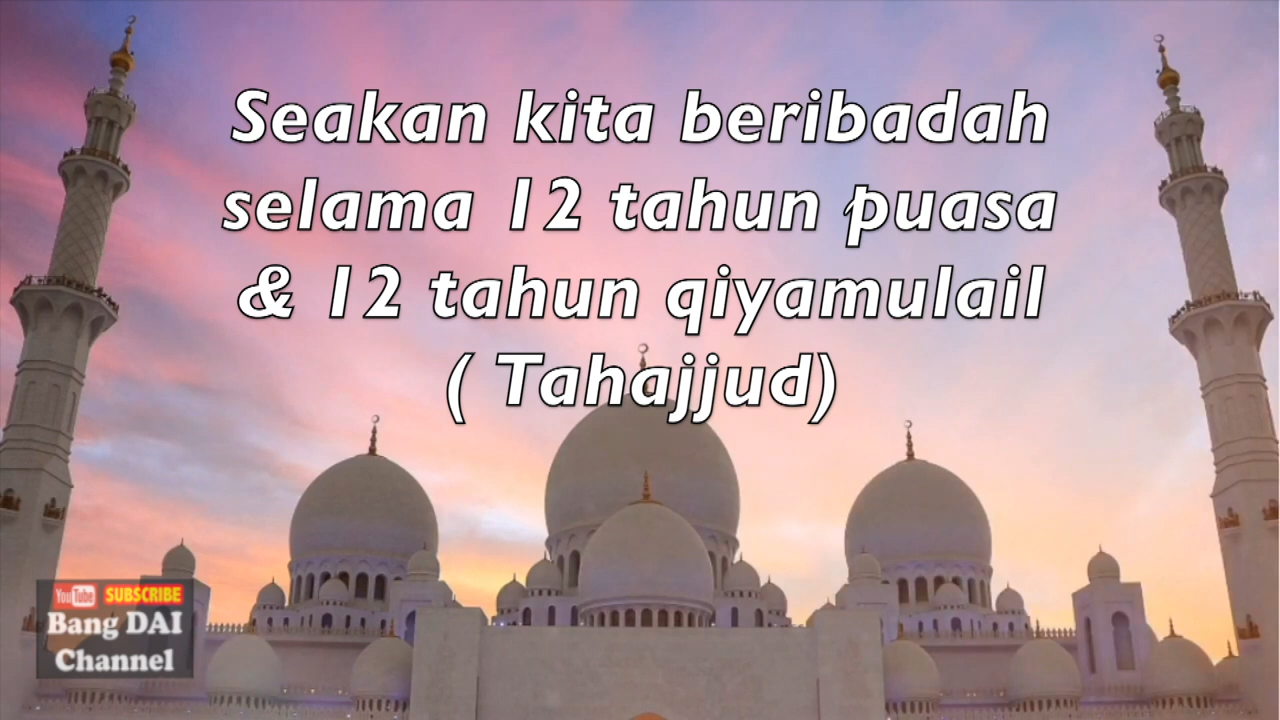 Seakan kita beribadah
selama 12 tahun puasa
& 12 tahun qiyamulail
( Tahajjud)
YouTube SUBSCRIBE
Bang DAI
Channel